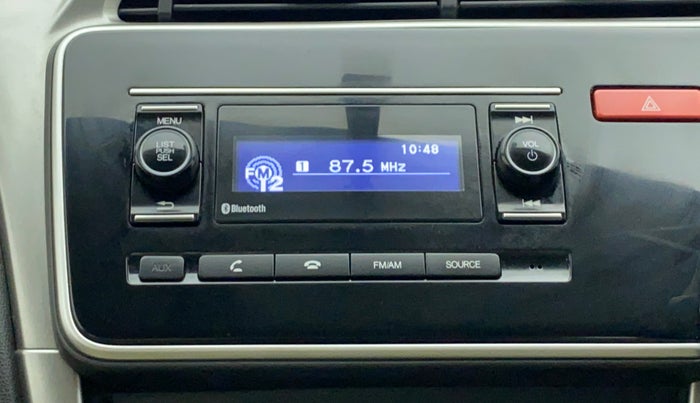 MENU
LIST
PUSH
SEL
10:48
1 87.5 MHz
FM
12
Bluetooth
VOL
AUX
FM/AM
SOURCE